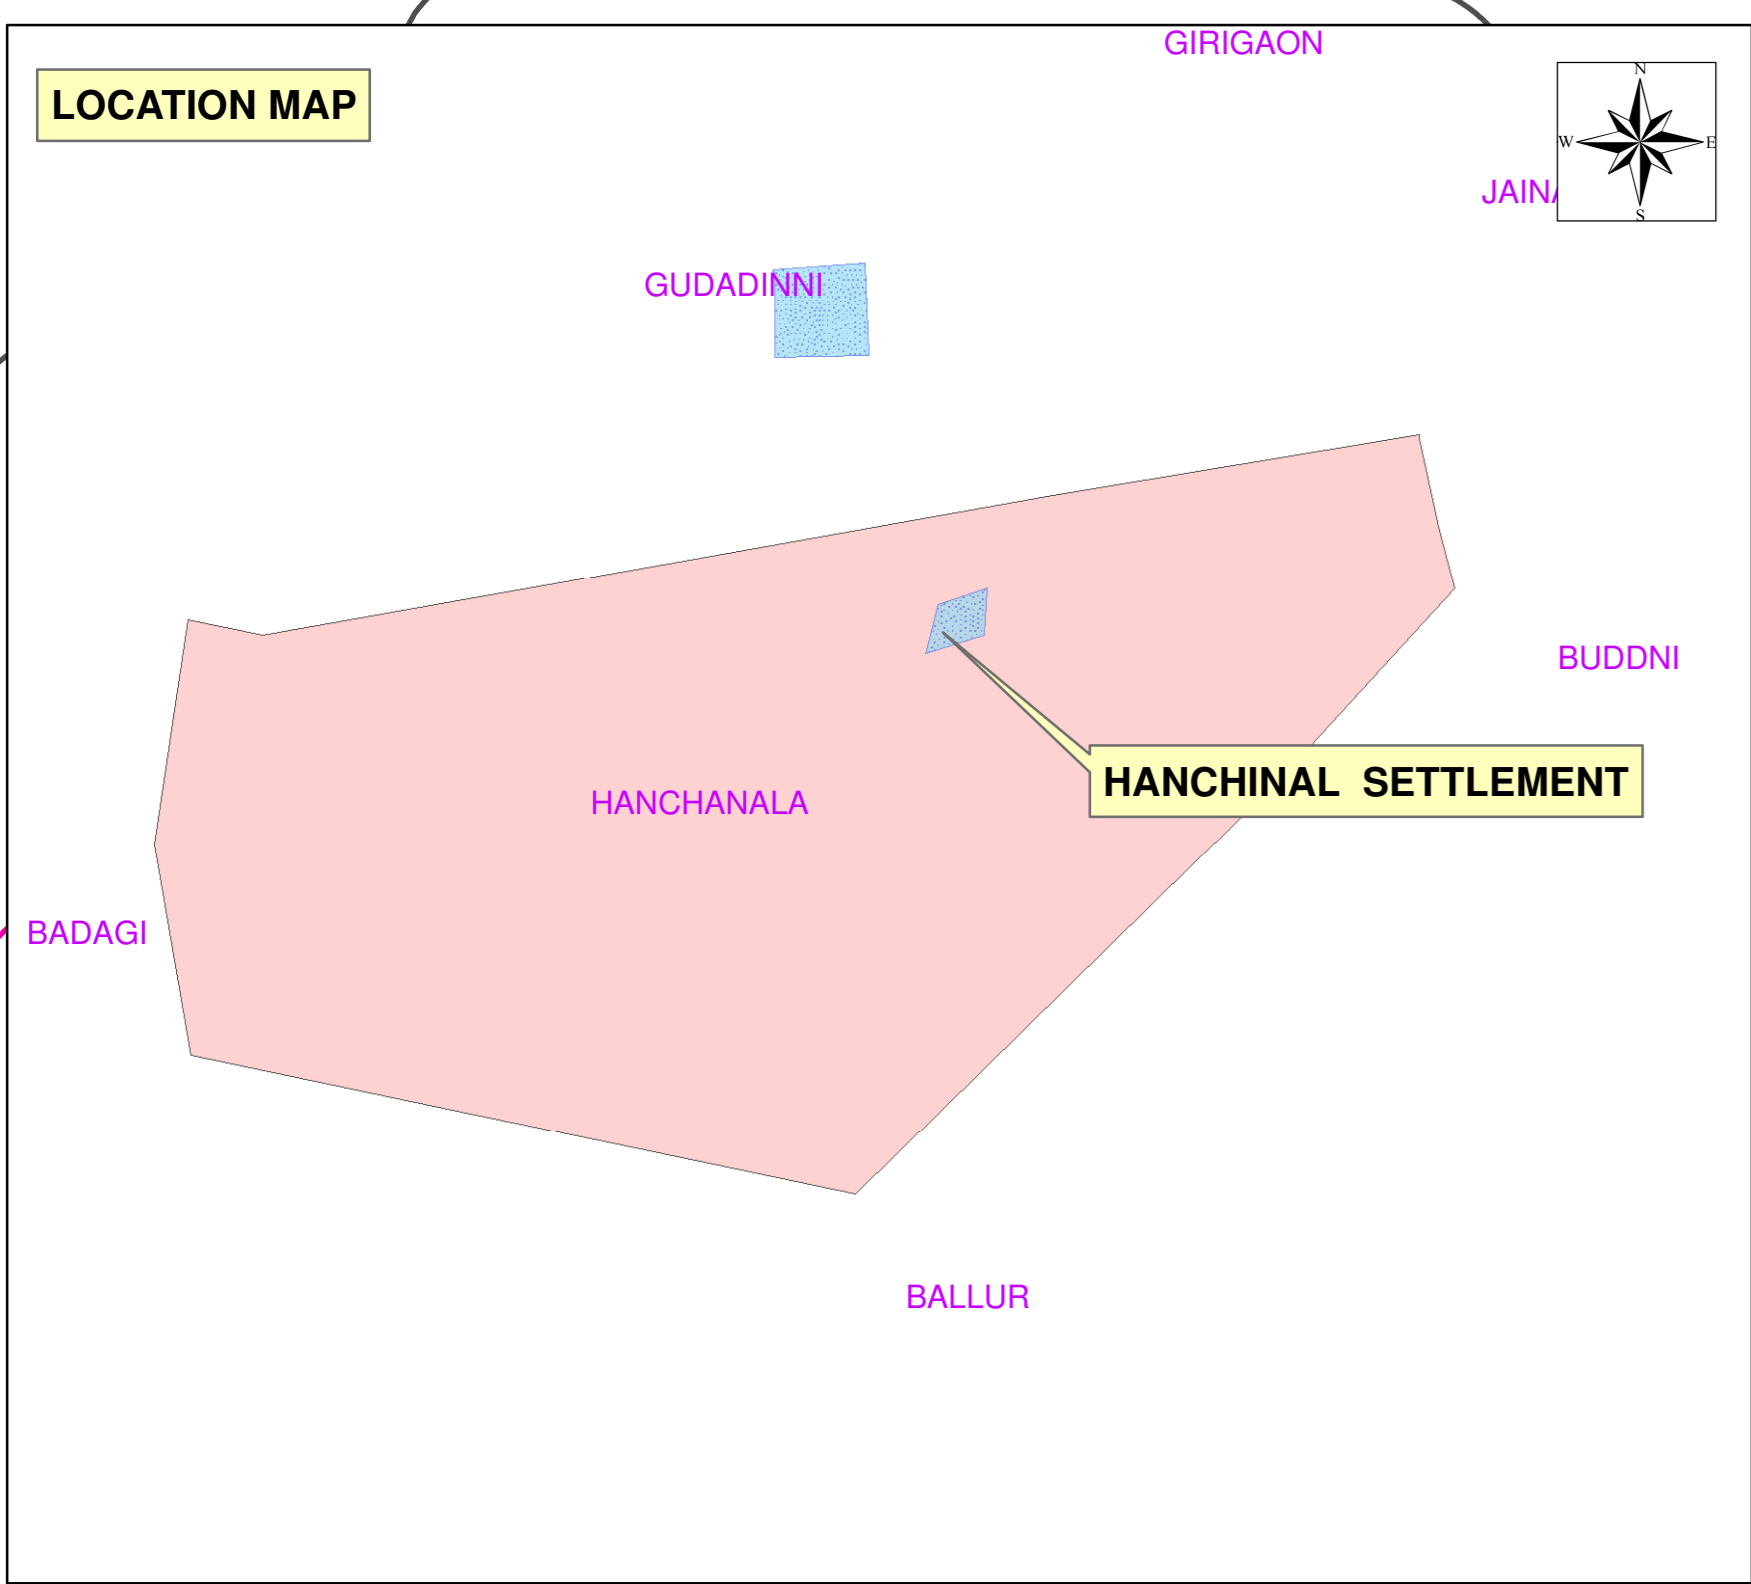 GIRIGAON
LOCATION MAP
N
W
E
S
GUDADINNI
BUDDNI
HANCHINAL SETTLEMENT
HANCHANALA
BADAGI
BALLUR